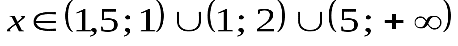 x ∈ (1,5; 1) ∪ (1; 2) ∪ (5; + ∞)